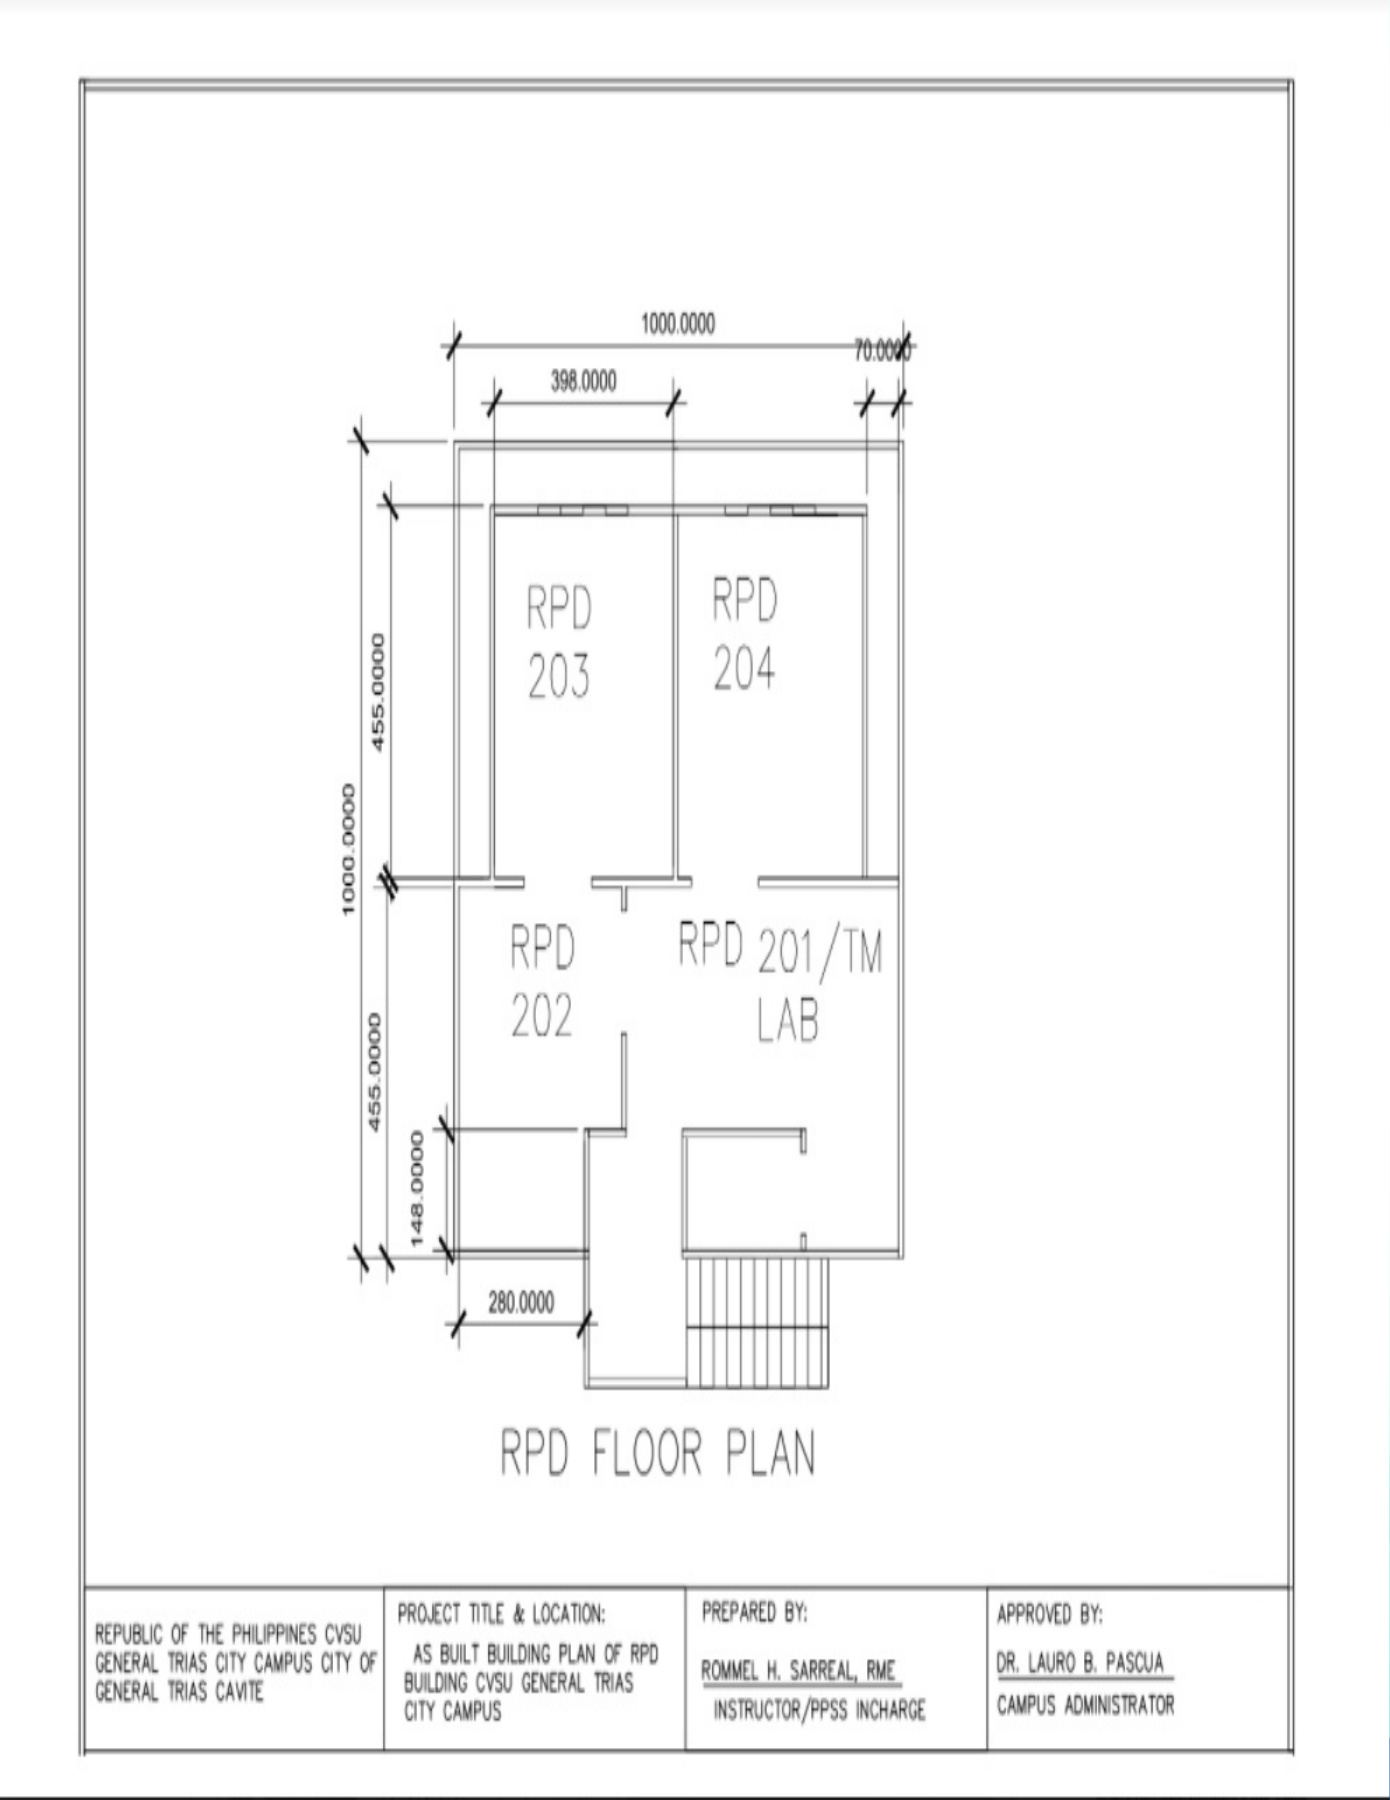 1000.0000
70.0000
398.0000
455.0000
1000.0000
RPD
203
RPD
204
RPD
202
RPD 201/TM
LAB
455.0000
148.0000
280.0000
RPD FLOOR PLAN
REPUBLIC OF THE PHILIPPINES CVSU
GENERAL TRIAS CITY CAMPUS CITY OF
GENERAL TRIAS CAVITE
PROJECT TITLE & LOCATION:
AS BUILT BUILDING PLAN OF RPD
BUILDING CVSU GENERAL TRIAS
CITY CAMPUS
PREPARED BY:
ROMMEL H. SARREAL, RME
INSTRUCTOR/PPSS INCHARGE
APPROVED BY:
DR. LAURO B. PASCUA
CAMPUS ADMINISTRATOR